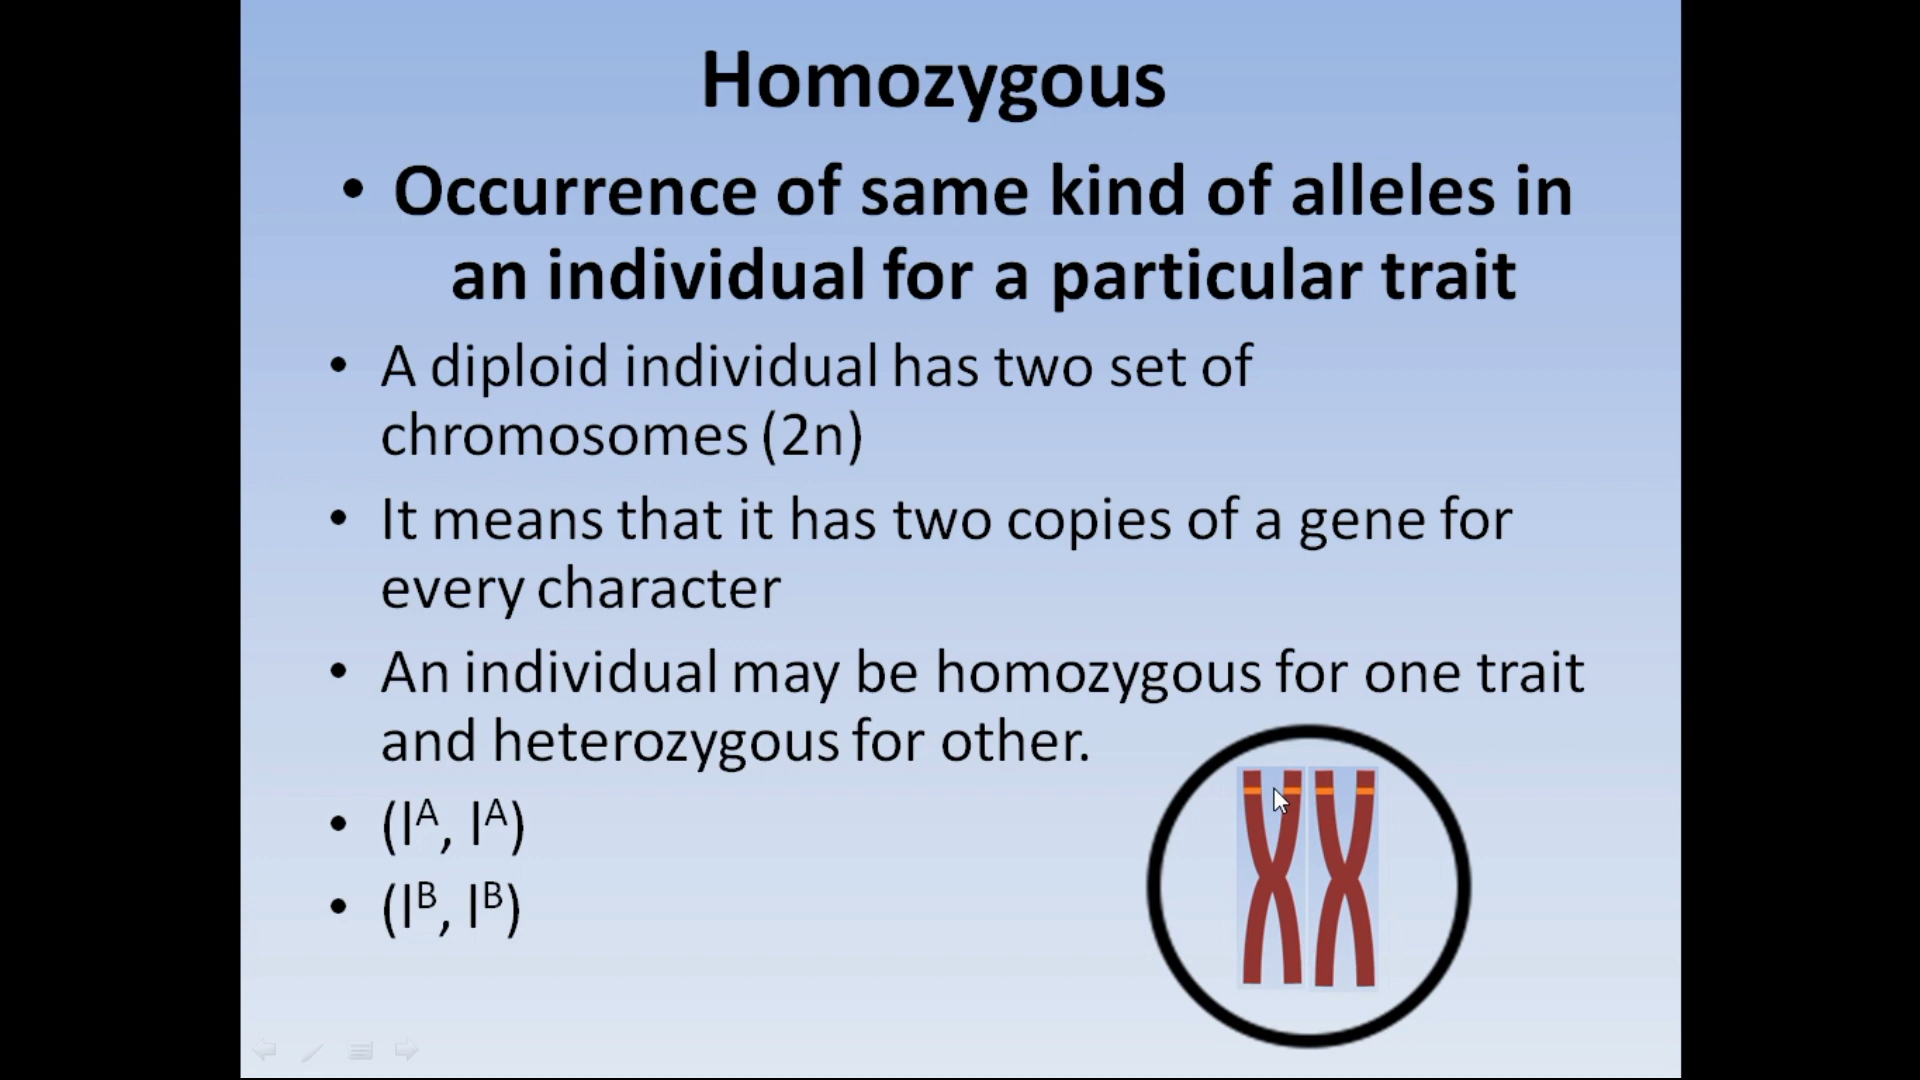 Homozygous
• Occurrence of same kind of alleles in
an individual for a particular trait
• A diploid individual has two set of
chromosomes (2n)
• It means that it has two copies of a gene for
every character
• An individual may be homozygous for one trait
and heterozygous for other.
• (Iᴬ, Iᴬ)
• (Iᴮ, Iᴮ)